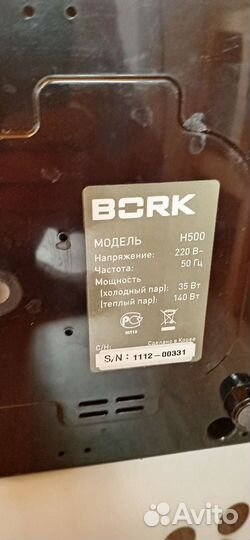 BORK
МОДЕЛЬ H500
Напряжение: 220 В~
Частота: 50 Гц
Мощность
(холодный пар) 35 Вт
(теплый пар) 140 Вт
С/Н: Сделано в Корее
S/N : 1112-00331
Avito